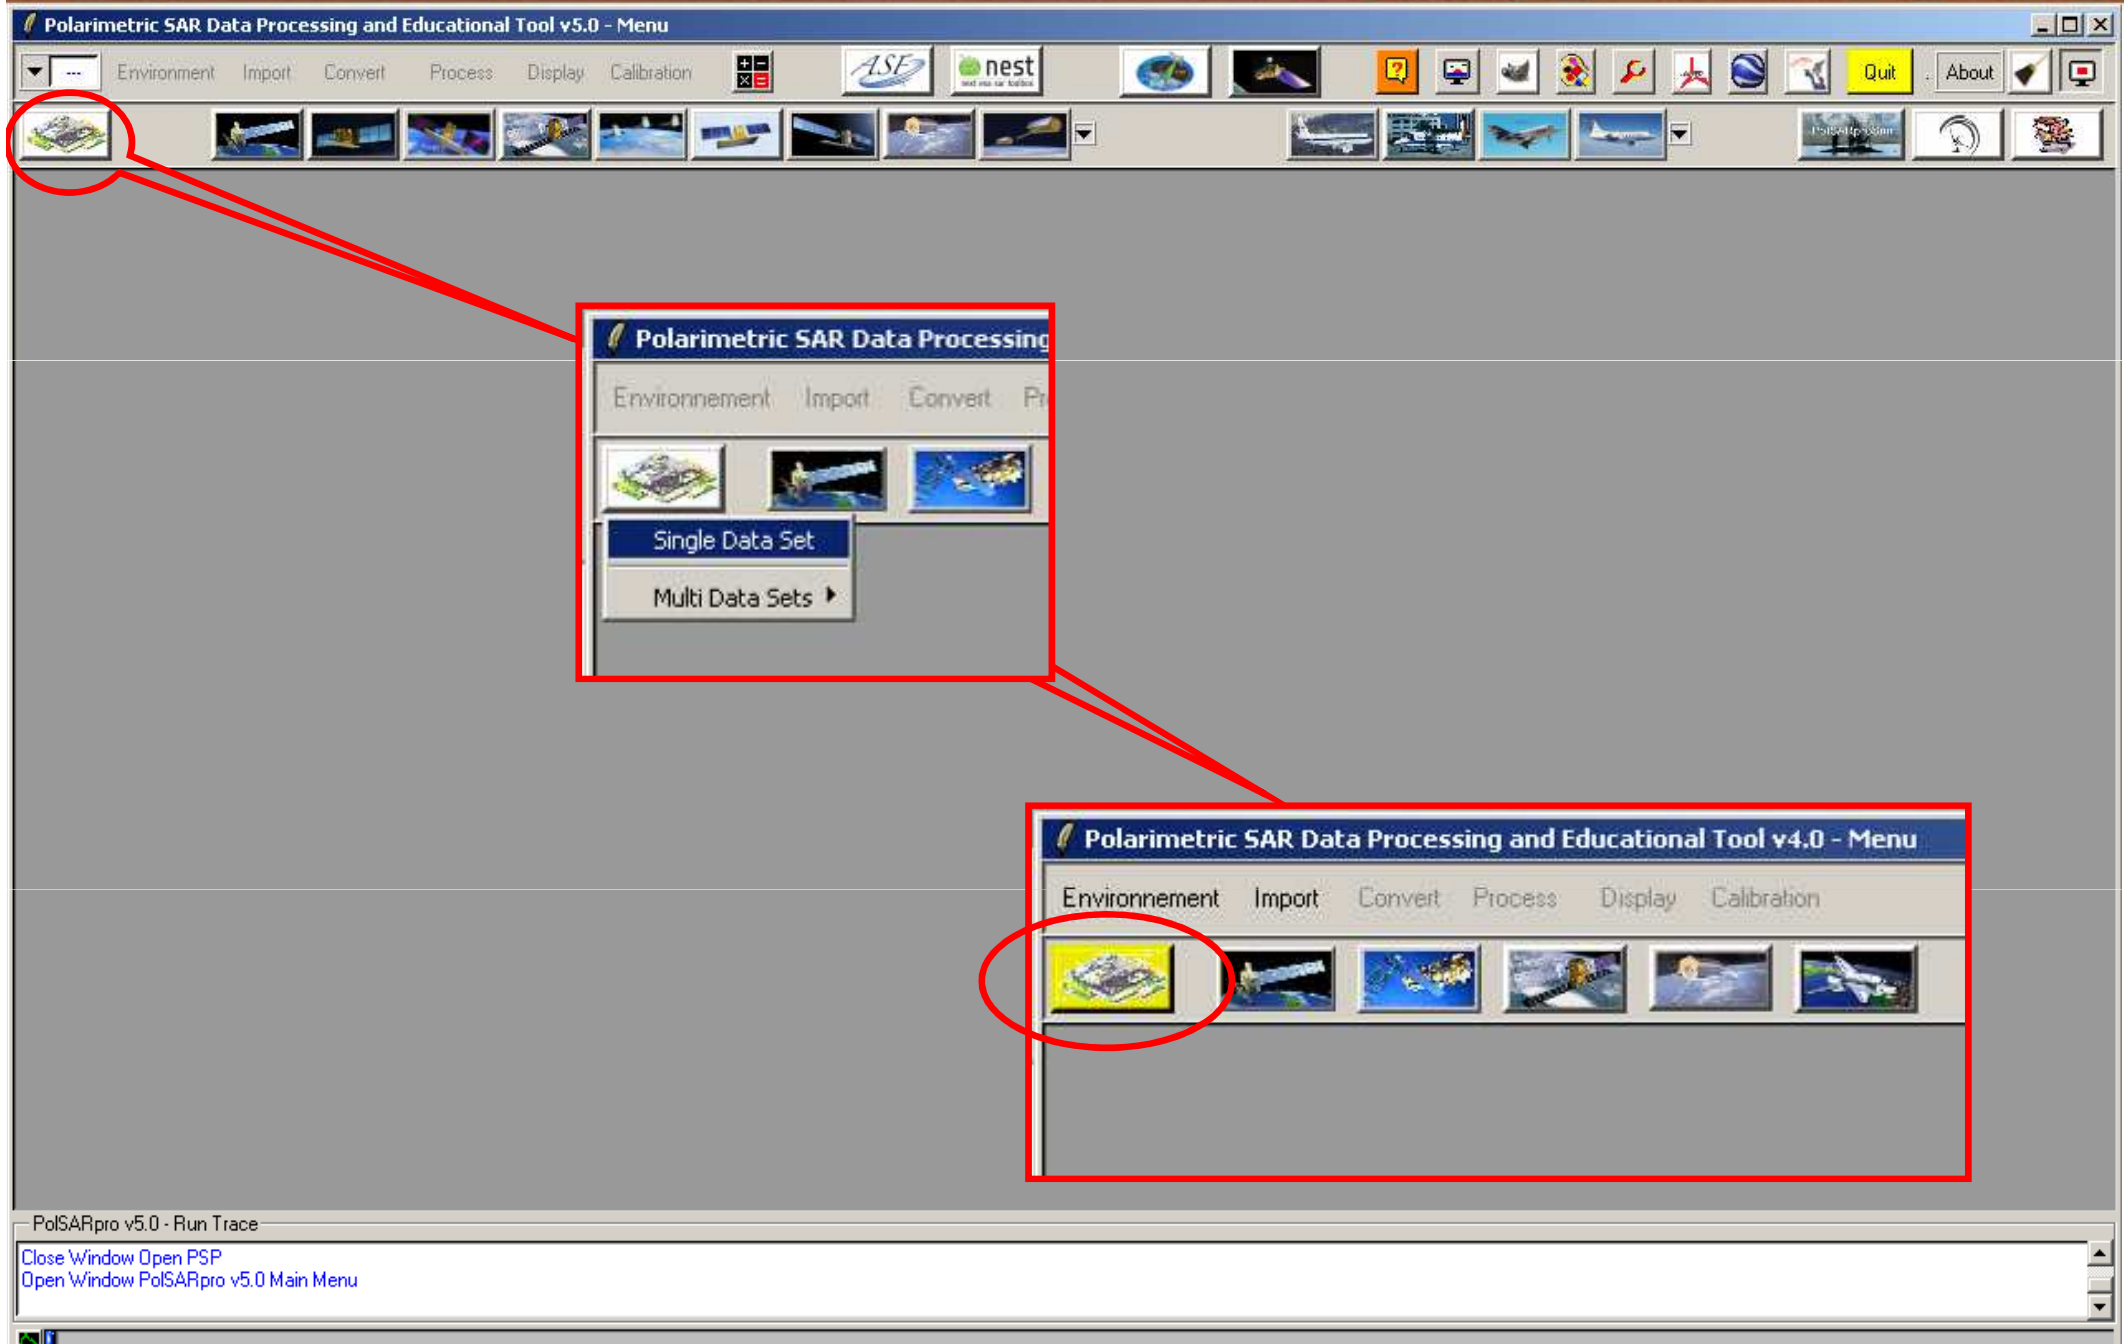 Polarimetric SAR Data Processing and Educational Tool v5.0 - Menu
--- Environment Import Convert Process Display Calibration ASF nest Quit . About
Polarimetric SAR Data Processing
Environnement Import Convert
Single Data Set
Multi Data Sets
Polarimetric SAR Data Processing and Educational Tool v4.0 - Menu
Environnement Import Convert Process Display Calibration
PolSARpro v5.0 - Run Trace
Close Window Open PSP
Open Window PolSARpro v5.0 Main Menu